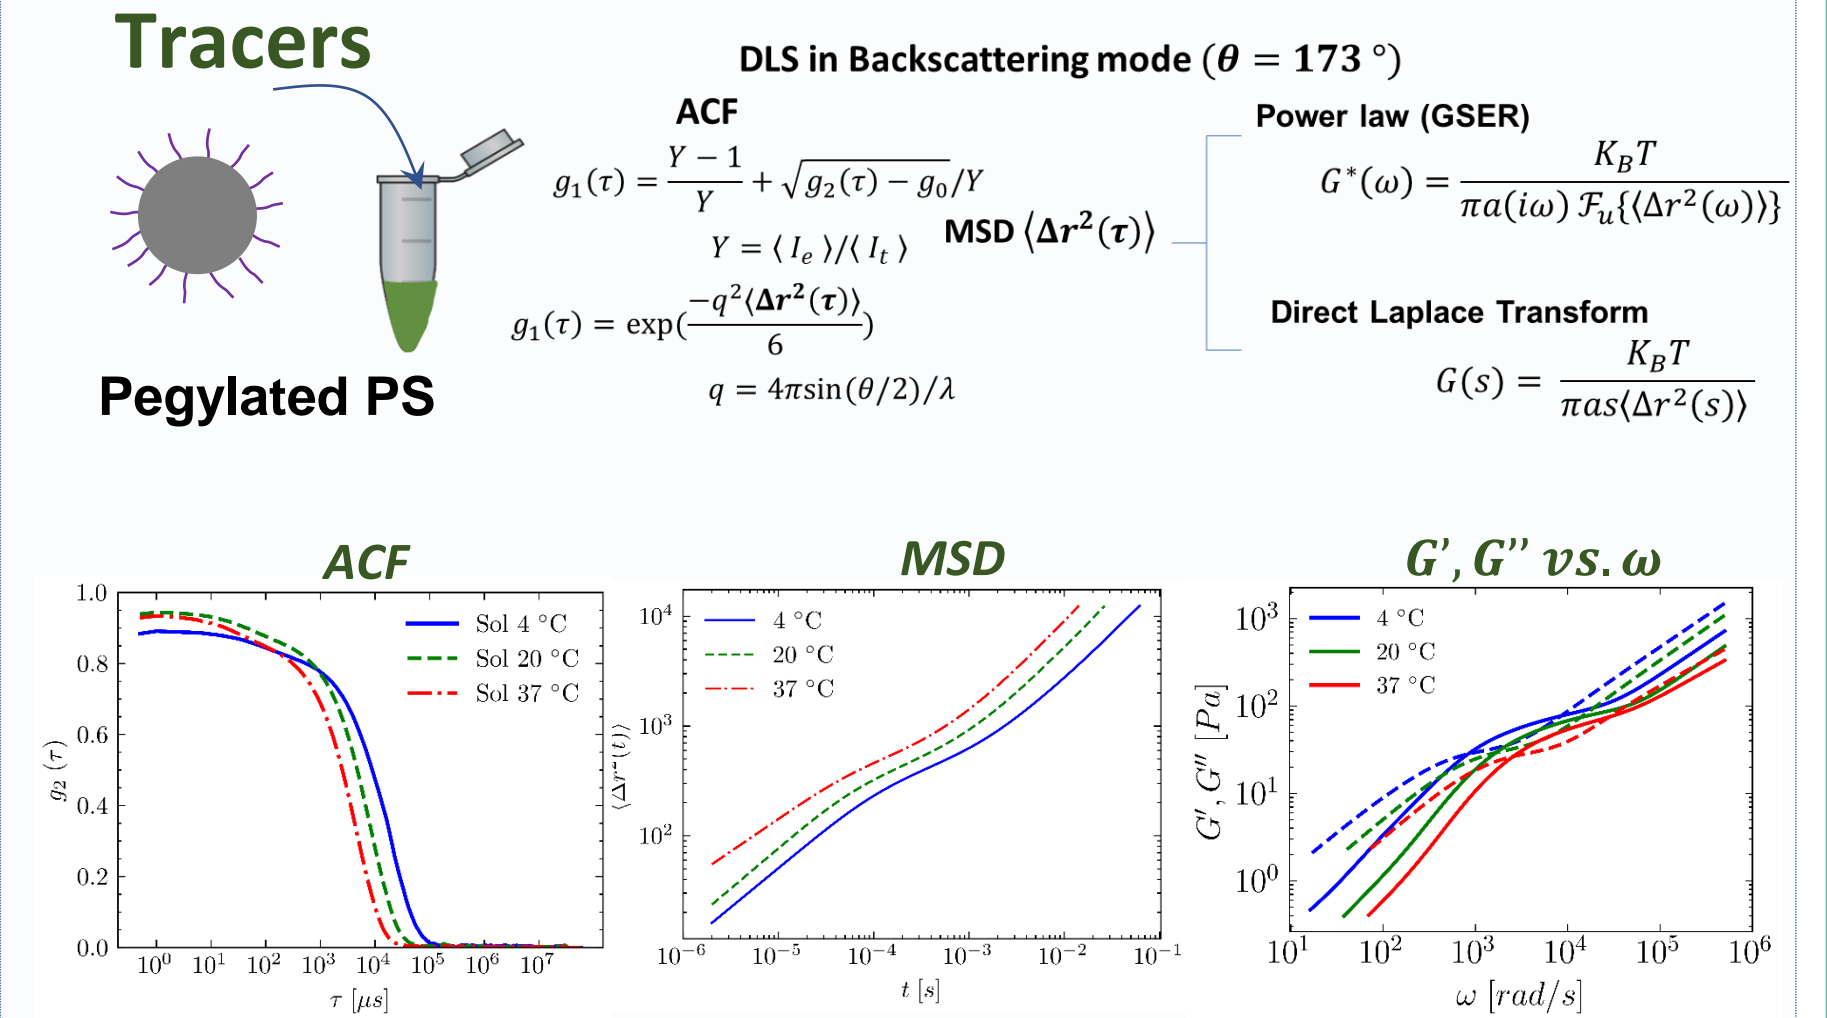 Tracers
Pegylated PS
DLS in Backscattering mode (θ = 173 °)
ACF
g₁(τ) = (Y − 1)/Y + √(g₂(τ) − g₀)/Y
Y = ⟨ I_e ⟩/⟨ I_t ⟩
g₁(τ) = exp(−q²⟨Δr²(τ)⟩/6)
q = 4πsin(θ/2)/λ
MSD ⟨Δr²(τ)⟩
Power law (GSER)
G*(ω) = K_BT / πa(iω) ℱ_u{⟨Δr²(ω)⟩}
Direct Laplace Transform
G(s) = K_BT / πas⟨Δr²(s)⟩
ACF
1.0
0.8
0.6
0.4
0.2
0.0
g₂ (τ)
Sol 4 °C
Sol 20 °C
Sol 37 °C
10⁰ 10¹ 10² 10³ 10⁴ 10⁵ 10⁶ 10⁷
τ [μs]
MSD
10⁴
10³
10²
⟨Δr²(t)⟩
4 °C
20 °C
37 °C
10⁻⁶ 10⁻⁵ 10⁻⁴ 10⁻³ 10⁻² 10⁻¹
t [s]
G’, G” vs. ω
10³
10²
10¹
10⁰
G′, G″ [Pa]
4 °C
20 °C
37 °C
10¹ 10² 10³ 10⁴ 10⁵ 10⁶
ω [rad/s]